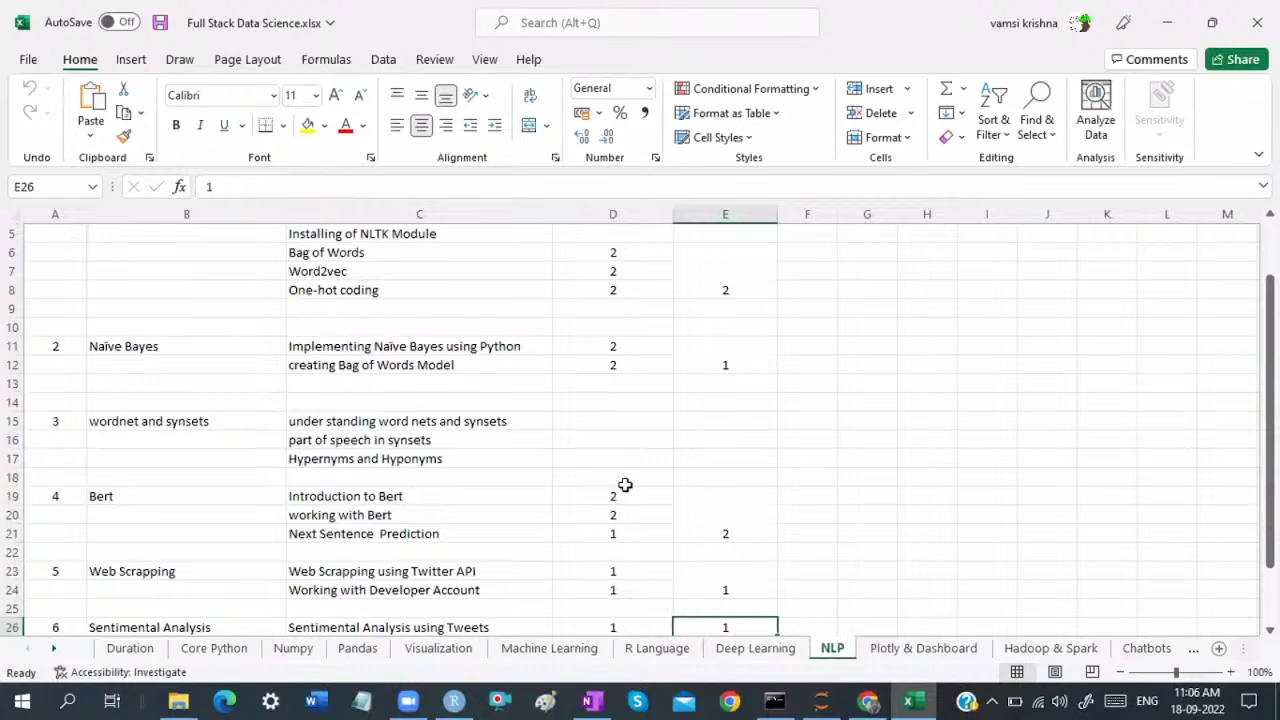 AutoSave Off Full Stack Data Science.xlsx Search (Alt+Q) vamsi krishna
File Home Insert Draw Page Layout Formulas Data Review View Help Comments Share
Calibri 11 General Conditional Formatting Insert
Paste Format as Table Delete Sort & Filter Find & Select Analyze Data Sensitivity
Cell Styles Format
Undo Clipboard Font Alignment Number Styles Cells Editing Analysis Sensitivity
E26 fx 1
A B C D E F G H I J K L M
5 Installing of NLTK Module
6 Bag of Words 2
7 Word2vec 2
8 One-hot coding 2 2
9
10
11 2 Naïve Bayes Implementing Naïve Bayes using Python 2
12 creating Bag of Words Model 2 1
13
14
15 3 wordnet and synsets under standing word nets and synsets
16 part of speech in synsets
17 Hypernyms and Hyponyms
18
19 4 Bert Introduction to Bert 2
20 working with Bert 2
21 Next Sentence Prediction 1 2
22
23 5 Web Scrapping Web Scrapping using Twitter API 1
24 Working with Developer Account 1 1
25
26 6 Sentimental Analysis Sentimental Analysis using Tweets 1 1
Duration Core Python Numpy Pandas Visualization Machine Learning R Language Deep Learning NLP Plotly & Dashboard Hadoop & Spark Chatbots ...
Ready Accessibility: Investigate 100%
ENG 11:06 AM
18-09-2022